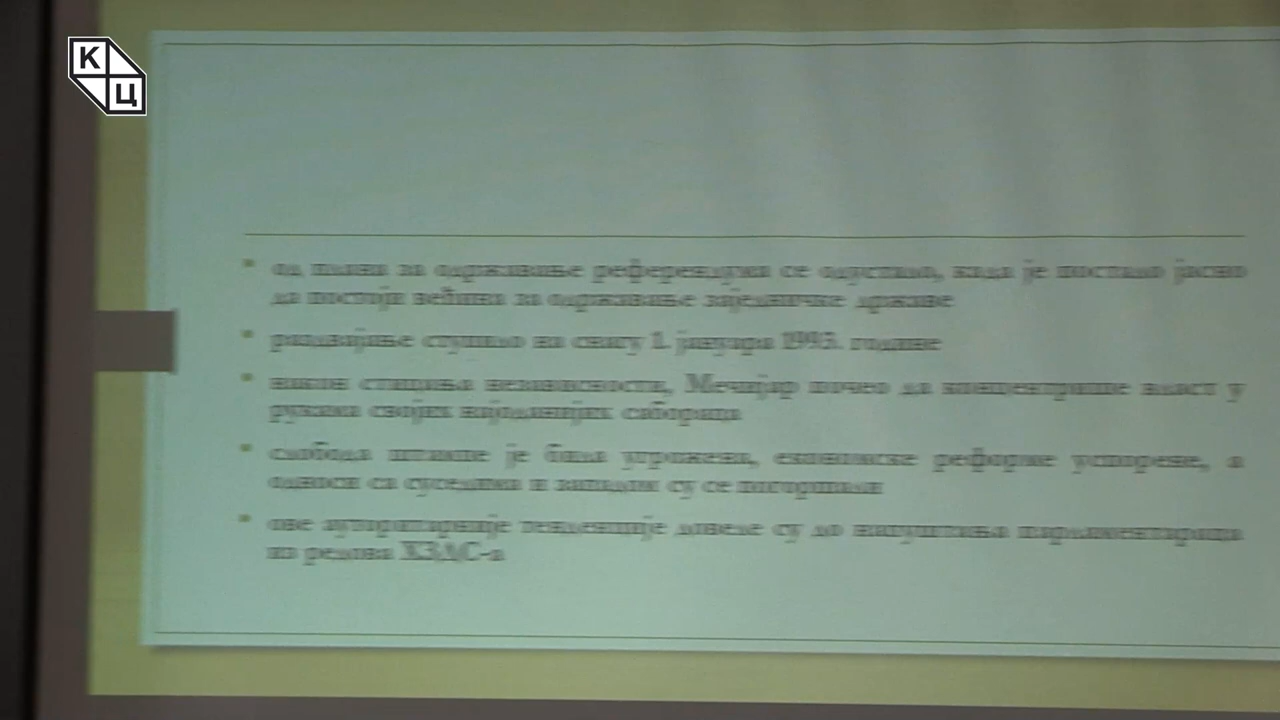 К
Ц
од плана за одржавање референдума се одустало, када је постало јасно
да постоји већина за одржавање заједничке државе
раздвајање ступило на снагу 1. јануара 1993. године
након стицања независности, Мечијар почео да концентрише власт у
рукама својих најоданијих сабораца
слобода штампе је била угрожена, економске реформе успорене, а
односи са суседима и западом су се погоршали
ове ауторитарније тенденције довеле су до напуштања парламентараца
из редова ХЗДС-а